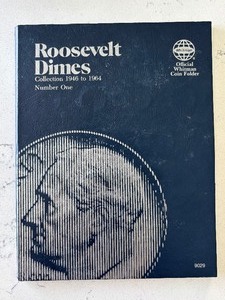 Roosevelt
Dimes
Collection 1946 to 1964
Number One
Official
Whitman
Coin Folder
9029